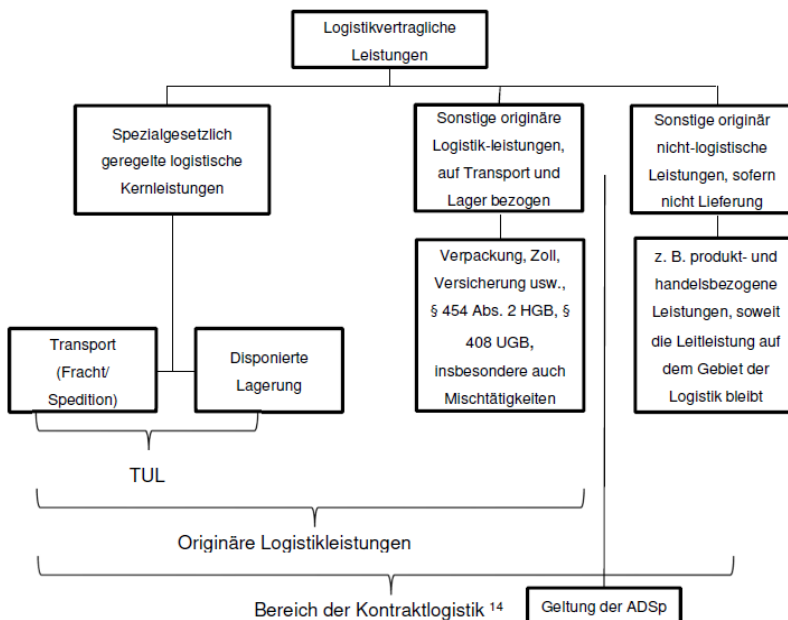 Logistikvertragliche
Leistungen
Spezialgesetzlich
geregelte logistische
Kernleistungen
Sonstige originäre
Logistik-leistungen,
auf Transport und
Lager bezogen
Sonstige originär
nicht-logistische
Leistungen, sofern
nicht Lieferung
Verpackung, Zoll,
Versicherung usw.,
§ 454 Abs. 2 HGB, §
408 UGB,
insbesondere auch
Mischtätigkeiten
z. B. produkt- und
handelsbezogene
Leistungen, soweit
die Leitleistung auf
dem Gebiet der
Logistik bleibt
Transport
(Fracht/
Spedition)
Disponierte
Lagerung
TUL
Originäre Logistikleistungen
Bereich der Kontraktlogistik 14
Geltung der ADSp